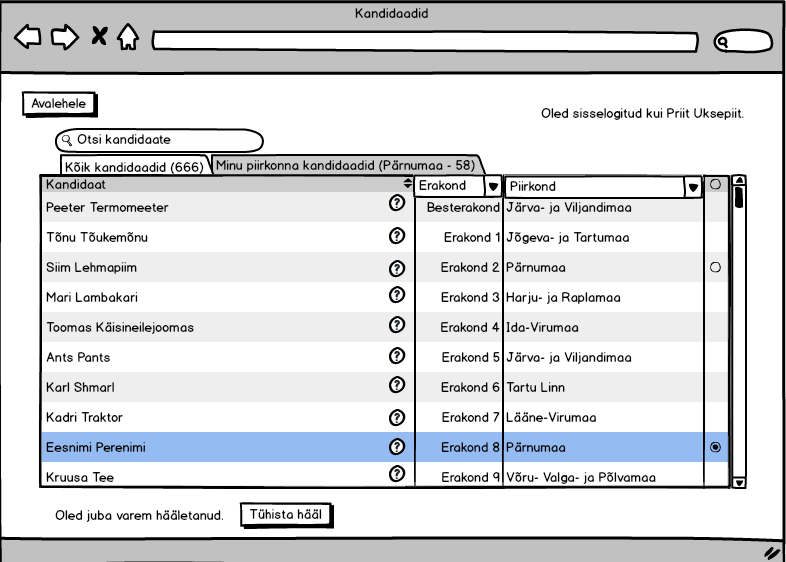 Kandidaadid
Avalehele
Oled sisselogitud kui Priit Uksepiit.
Otsi kandidaate
Kõik kandidaadid (666) Minu piirkonna kandidaadid (Pärnumaa - 58)
Kandidaat Erakond Piirkond
Peeter Termomeeter ? Besterakond Järva- ja Viljandimaa
Tõnu Tõukemõnu ? Erakond 1 Jõgeva- ja Tartumaa
Siim Lehmapiim ? Erakond 2 Pärnumaa
Mari Lambakari ? Erakond 3 Harju- ja Raplamaa
Toomas Käisineilejoomas ? Erakond 4 Ida-Virumaa
Ants Pants ? Erakond 5 Järva- ja Viljandimaa
Karl Shmarl ? Erakond 6 Tartu Linn
Kadri Traktor ? Erakond 7 Lääne-Virumaa
Eesnimi Perenimi ? Erakond 8 Pärnumaa
Kruusa Tee ? Erakond 9 Võru- Valga- ja Põlvamaa
Oled juba varem hääletanud. Tühista hääl